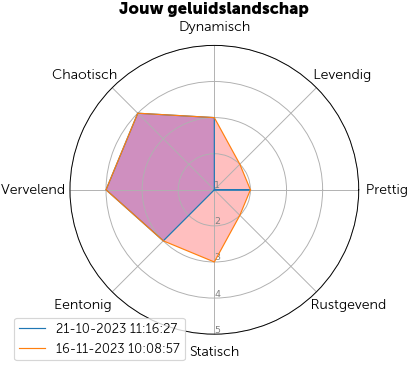 Jouw geluidslandschap
Dynamisch
Chaotisch
Levendig
Vervelend
1
Prettig
2
3
4
Eentonig
Rustgevend
5
21-10-2023 11:16:27
16-11-2023 10:08:57
Statisch